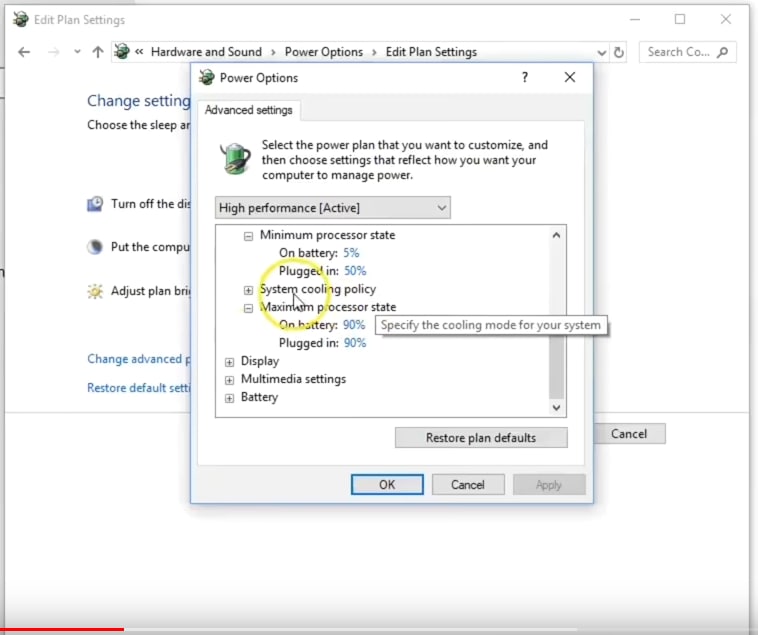 Edit Plan Settings
« Hardware and Sound > Power Options > Edit Plan Settings
Search Co...
Power Options
?
Advanced settings
Change setting
Choose the sleep ar
Select the power plan that you want to customize, and
then choose settings that reflect how you want your
computer to manage power.
Turn off the dis
High performance [Active]
Minimum processor state
Put the compu
On battery: 5%
Plugged in: 50%
Adjust plan bri
System cooling policy
Maximum processor state
On battery: 90%
Specify the cooling mode for your system
Plugged in: 90%
Change advanced p
Display
Multimedia settings
Restore default setti
Battery
Restore plan defaults
Cancel
OK
Cancel
Apply